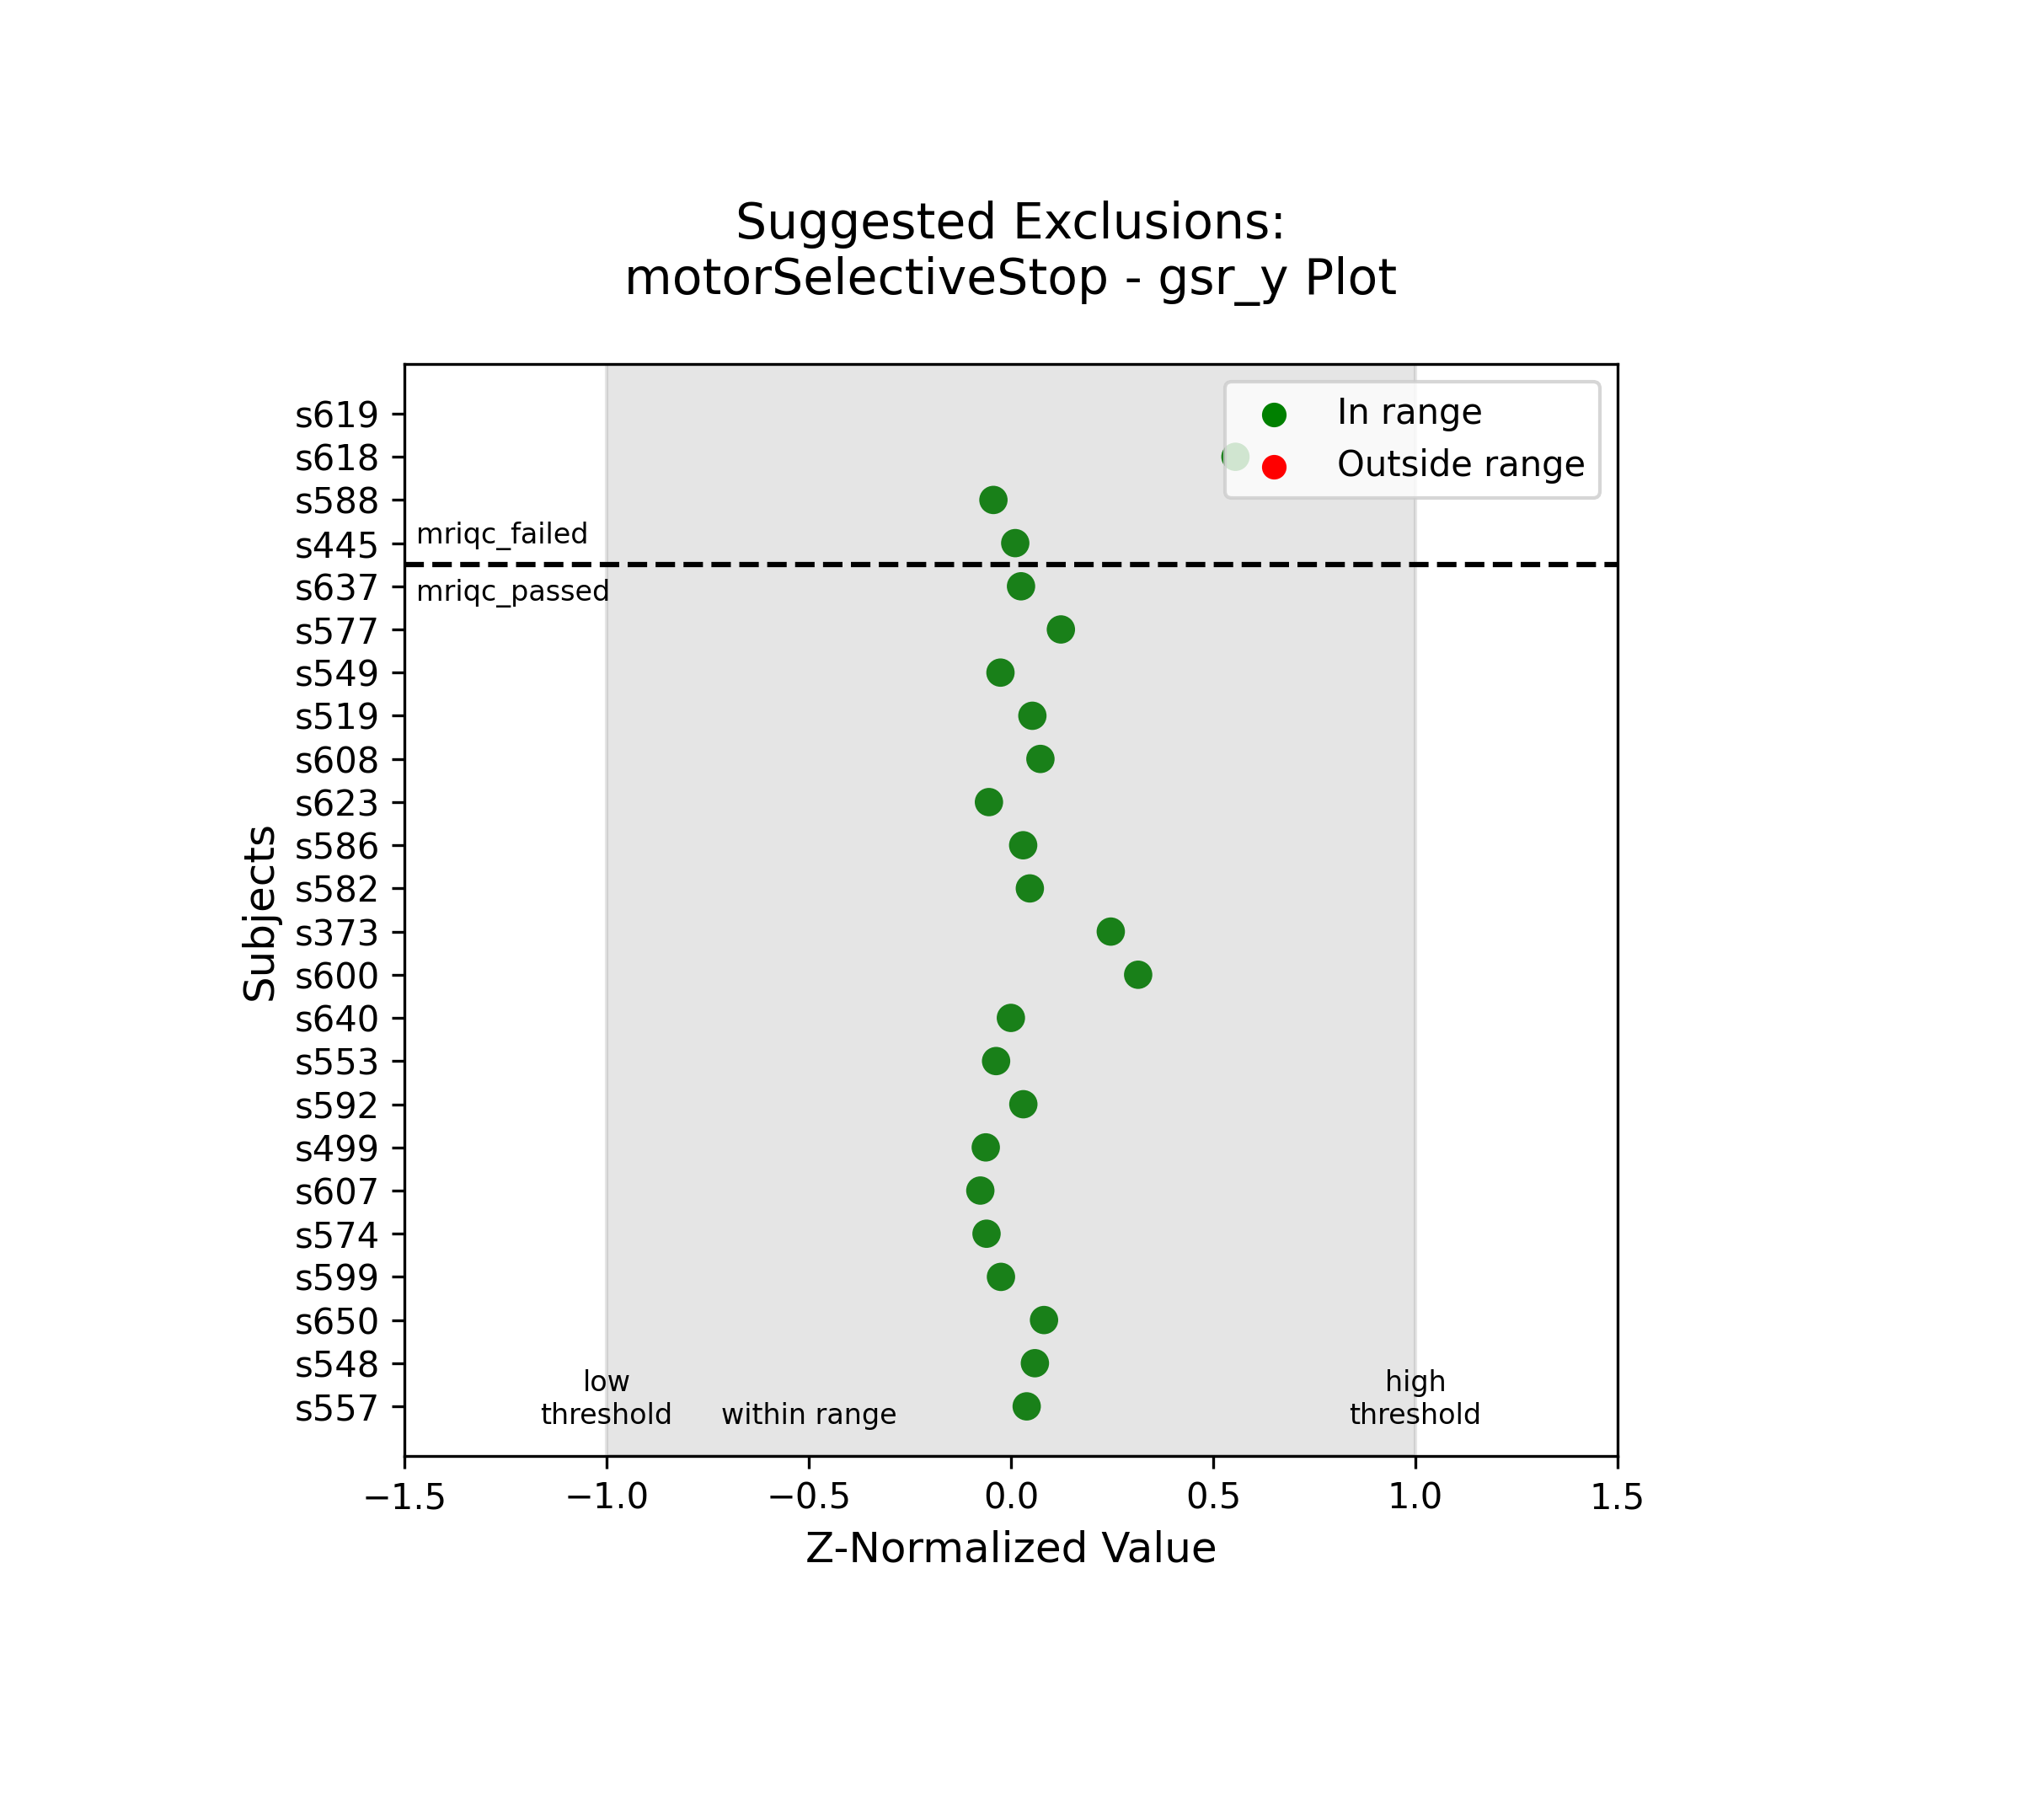 Suggested Exclusions:
motorSelectiveStop - gsr_y Plot
In range
Outside range
s619
s618
s588
s445
mriqc_failed
mriqc_passed
s637
s577
s549
s519
s608
s623
s586
s582
s373
s600
s640
s553
s592
s499
s607
s574
s599
s650
s548
s557
Subjects
low
threshold
within range
high
threshold
−1.5
−1.0
−0.5
0.0
0.5
1.0
1.5
Z-Normalized Value